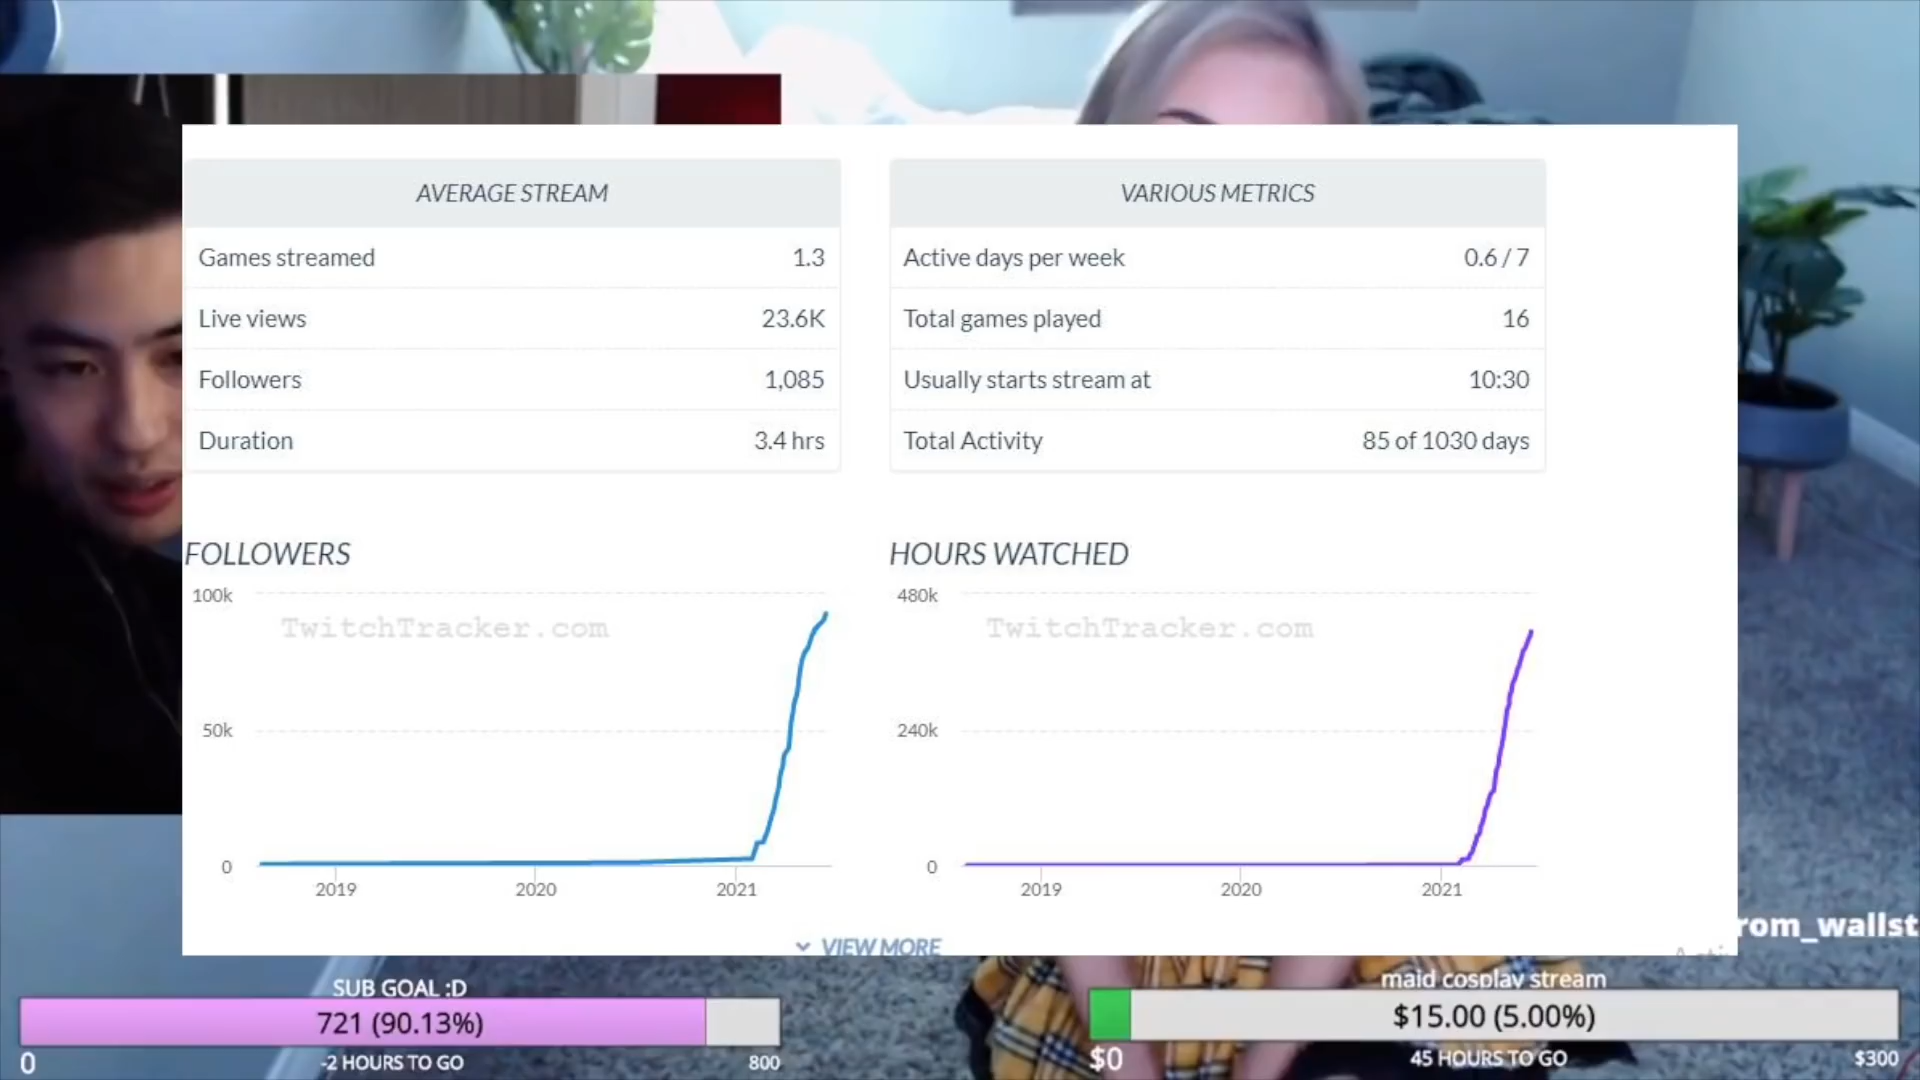 AVERAGE STREAM
Games streamed 1.3
Live views 23.6K
Followers 1,085
Duration 3.4 hrs
VARIOUS METRICS
Active days per week 0.6 / 7
Total games played 16
Usually starts stream at 10:30
Total Activity 85 of 1030 days
FOLLOWERS
100k
TwitchTracker.com
50k
0
2019 2020 2021
HOURS WATCHED
480k
TwitchTracker.com
240k
0
2019 2020 2021
VIEW MORE
rom_wallst
SUB GOAL :D
721 (90.13%)
0 -2 HOURS TO GO 800
maid cosplay stream
$15.00 (5.00%)
$0 45 HOURS TO GO $300